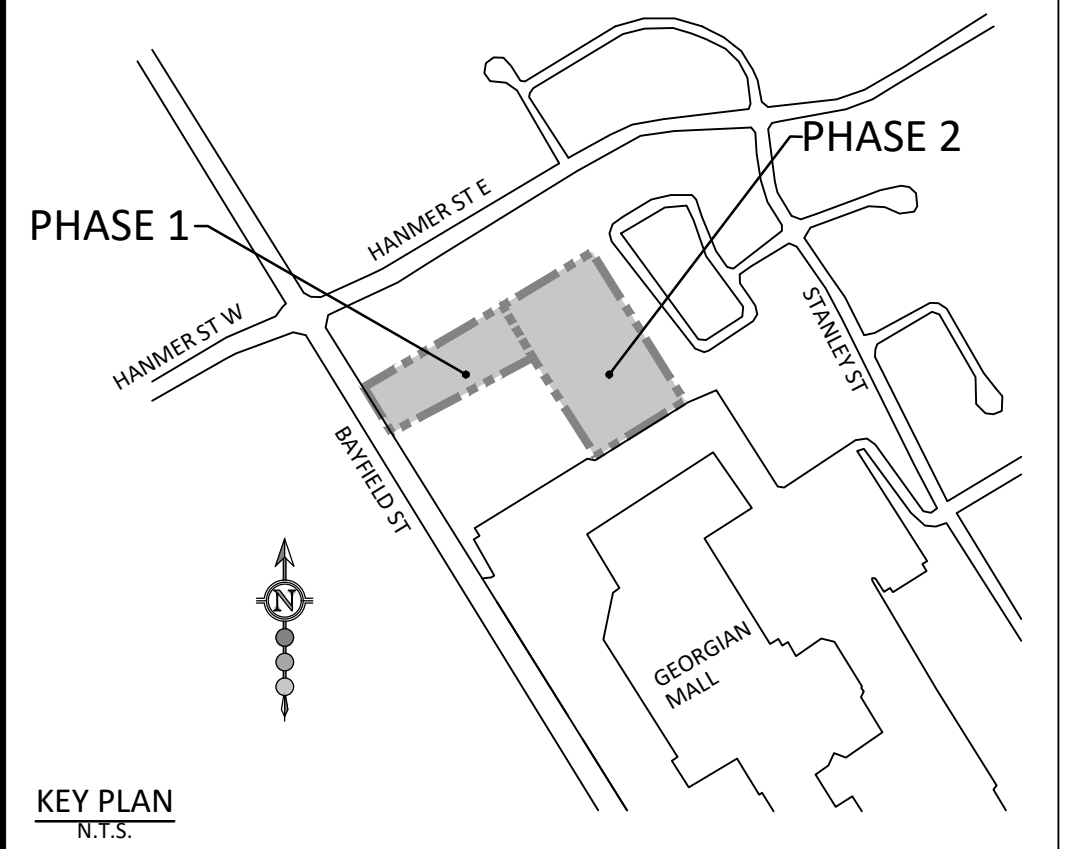 PHASE 2
HANMER ST E
PHASE 1
HANMER ST W
STANLEY ST
BAYFIELD ST
N
GEORGIAN
MALL
KEY PLAN
N.T.S.